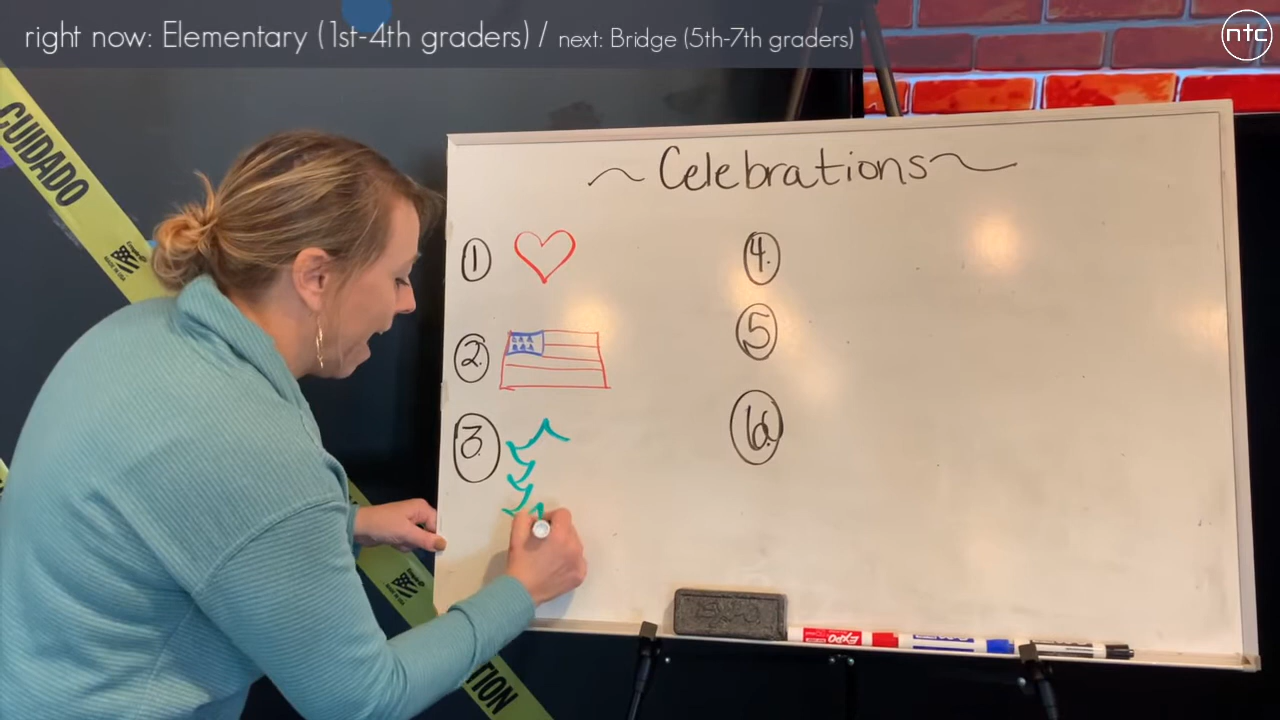 right now: Elementary (1st-4th graders) / next: Bridge (5th-7th graders)
ntc
CUIDADO
~Celebrations~
1
4.
2.
5
3.
6.
EXPO